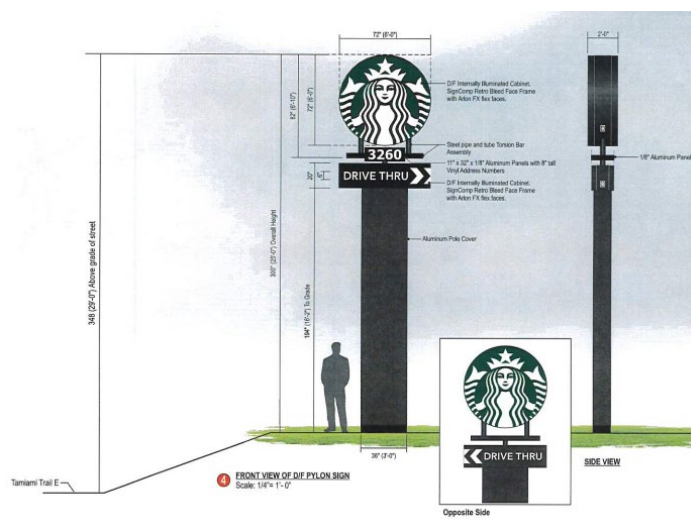 72" (6'-0")
2'-0"
D/F Internally Illuminated Cabinet.
SignComp Retro Bleed Face Frame
with Arlon FX flex faces.
348 (29'-0") Above grade of street
300" (25'-0") Overall Height
82" (6'-10")
72" (6'-0")
Steel pipe and tube Torsion Bar
Assembly
3260
1/8" Aluminum Panel
11" x 32" x 1/8" Aluminum Panels with 8" tall
Vinyl Address Numbers
20"
DRIVE THRU
D/F Internally Illuminated Cabinet.
SignComp Retro Bleed Face Frame
with Arlon FX flex faces.
Aluminum Pole Cover
194" (16'-2") To Grade
DRIVE THRU
36" (3'-0")
SIDE VIEW
4
FRONT VIEW OF D/F PYLON SIGN
Scale: 1/4"= 1'- 0"
Tamiami Trail E
Opposite Side